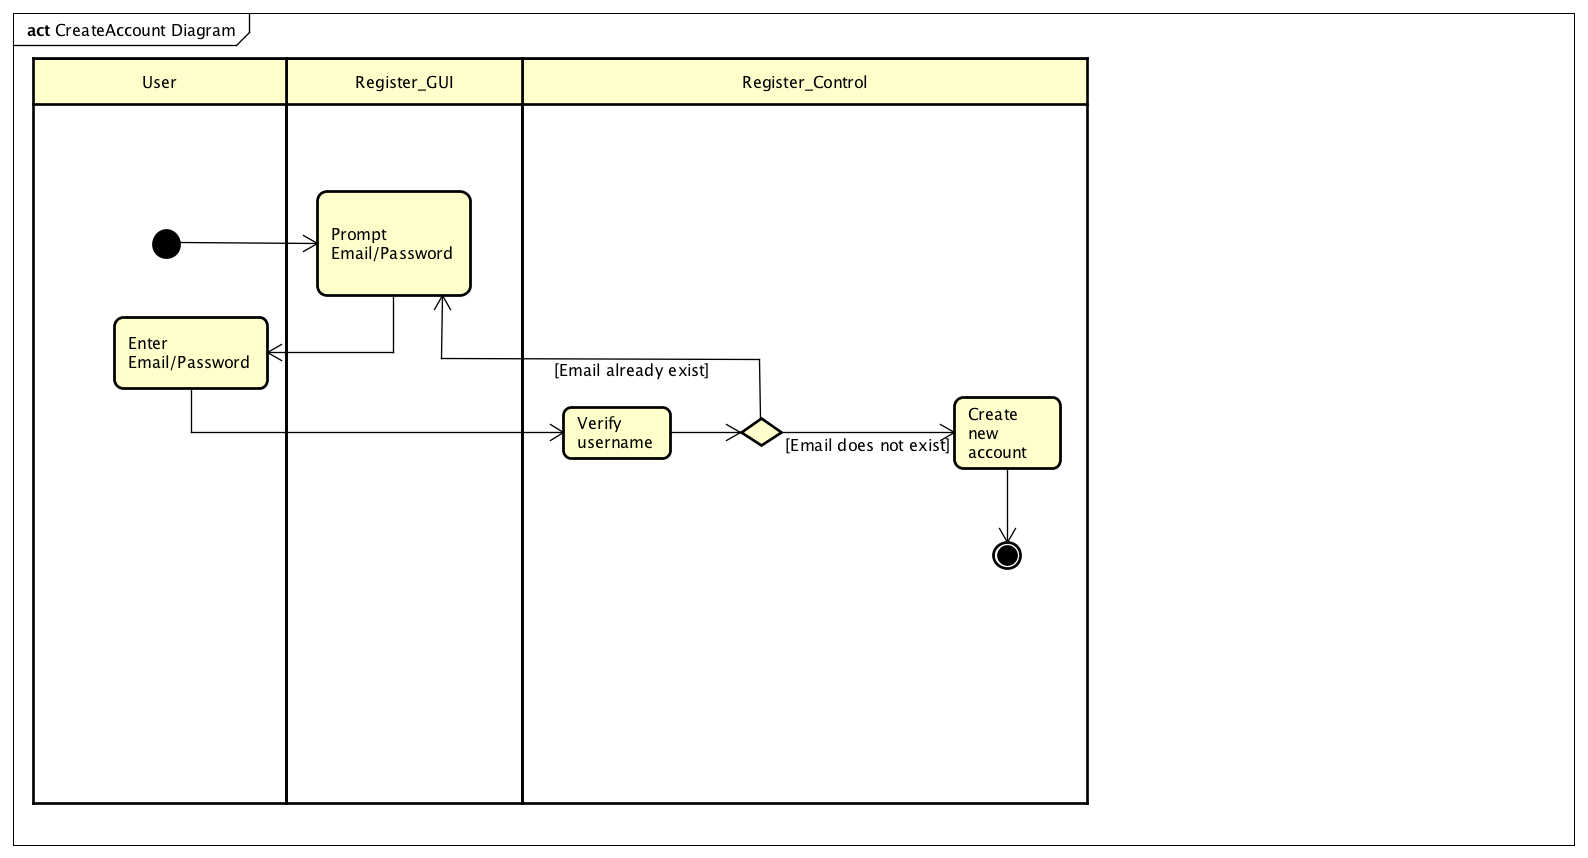 act CreateAccount Diagram
User
Register_GUI
Register_Control
Prompt
Email/Password
Enter
Email/Password
[Email already exist]
Verify
username
[Email does not exist]
Create
new
account